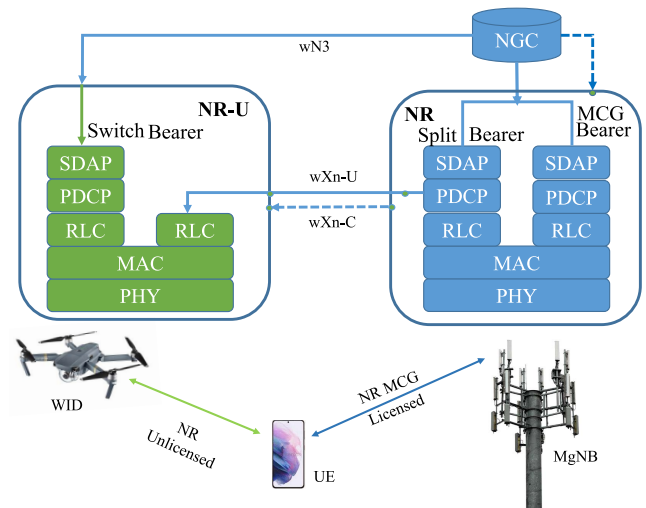 NGC
wN3
NR-U
NR
MCG
Bearer
Switch Bearer
Split Bearer
SDAP
SDAP
SDAP
PDCP
PDCP
PDCP
wXn-U
RLC
RLC
RLC
RLC
wXn-C
MAC
MAC
PHY
PHY
WID
NR
Unlicensed
UE
NR MCG
Licensed
MgNB